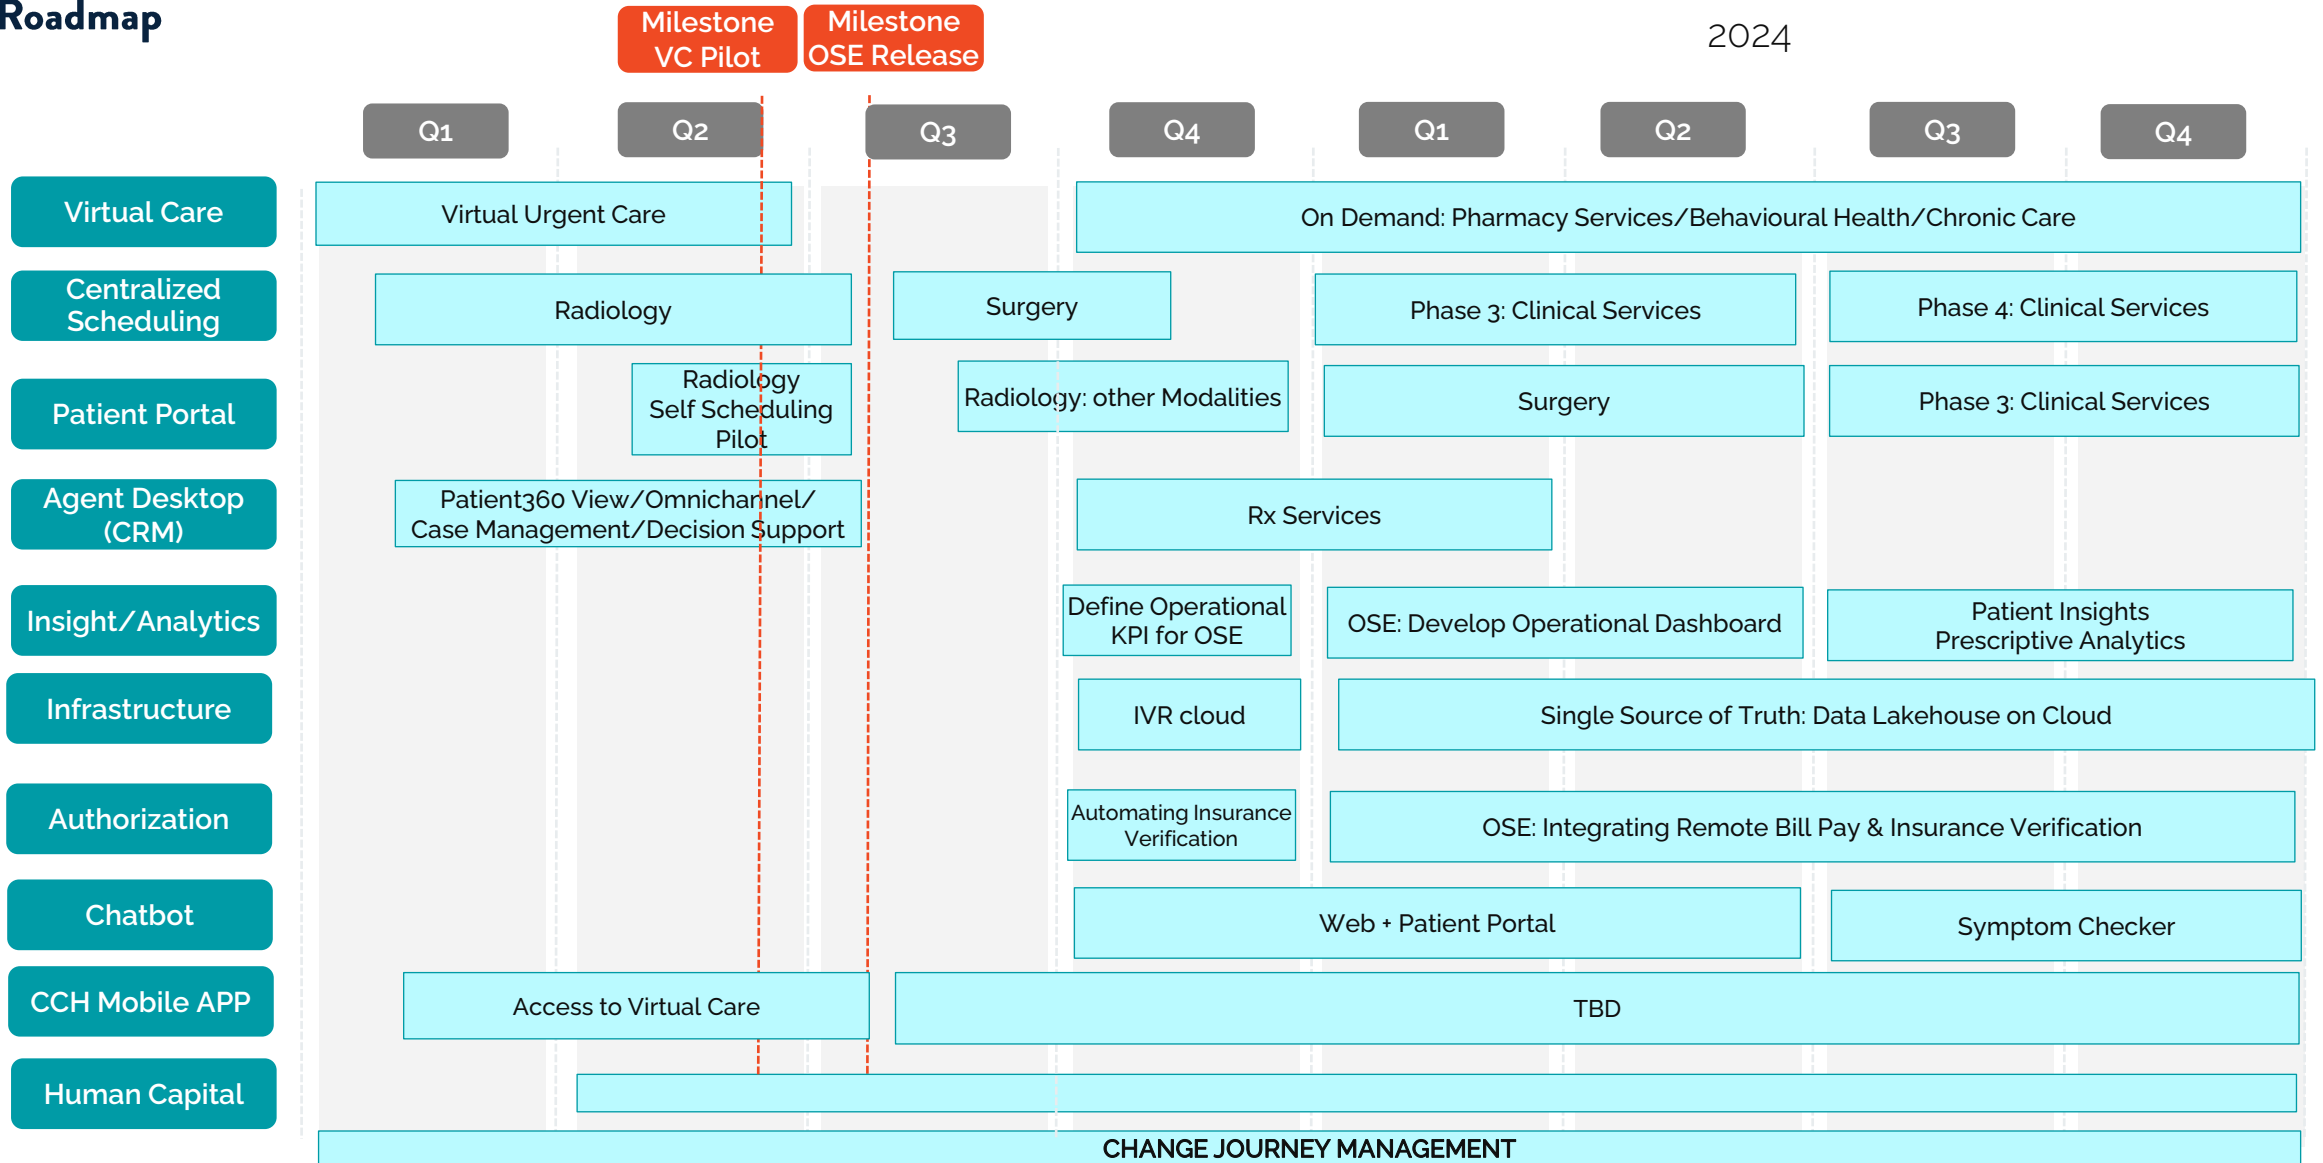 Roadmap
Milestone
VC Pilot
Milestone
OSE Release
2024
Q1
Q2
Q3
Q4
Q1
Q2
Q3
Q4
Virtual Care
Virtual Urgent Care
On Demand: Pharmacy Services/Behavioural Health/Chronic Care
Centralized
Scheduling
Radiology
Surgery
Phase 3: Clinical Services
Phase 4: Clinical Services
Patient Portal
Radiology
Self Scheduling
Pilot
Radiology: other Modalities
Surgery
Phase 3: Clinical Services
Agent Desktop
(CRM)
Patient360 View/Omnichannel/
Case Management/Decision Support
Rx Services
Insight/Analytics
Define Operational
KPI for OSE
OSE: Develop Operational Dashboard
Patient Insights
Prescriptive Analytics
Infrastructure
IVR cloud
Single Source of Truth: Data Lakehouse on Cloud
Authorization
Automating Insurance
Verification
OSE: Integrating Remote Bill Pay & Insurance Verification
Chatbot
Web + Patient Portal
Symptom Checker
CCH Mobile APP
Access to Virtual Care
TBD
Human Capital
CHANGE JOURNEY MANAGEMENT